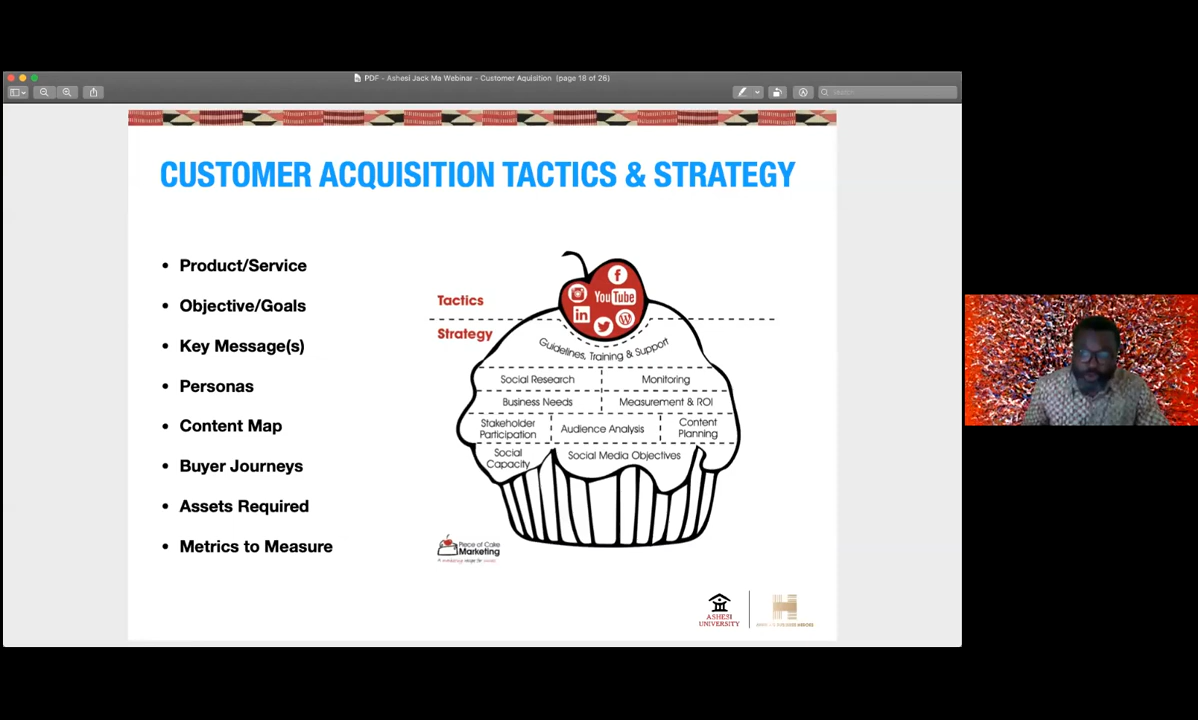 PDF - Ashesi Jack Ma Webinar - Customer Aquisition (page 18 of 26)
Search
CUSTOMER ACQUISITION TACTICS & STRATEGY
• Product/Service
• Objective/Goals
• Key Message(s)
• Personas
• Content Map
• Buyer Journeys
• Assets Required
• Metrics to Measure
Tactics
Strategy
f
You Tube
in
Guidelines, Training & Support
Social Research
Monitoring
Business Needs
Measurement & ROI
Stakeholder
Participation
Audience Analysis
Content
Planning
Social
Capacity
Social Media Objectives
Piece of Cake
Marketing
ASHESI
UNIVERSITY